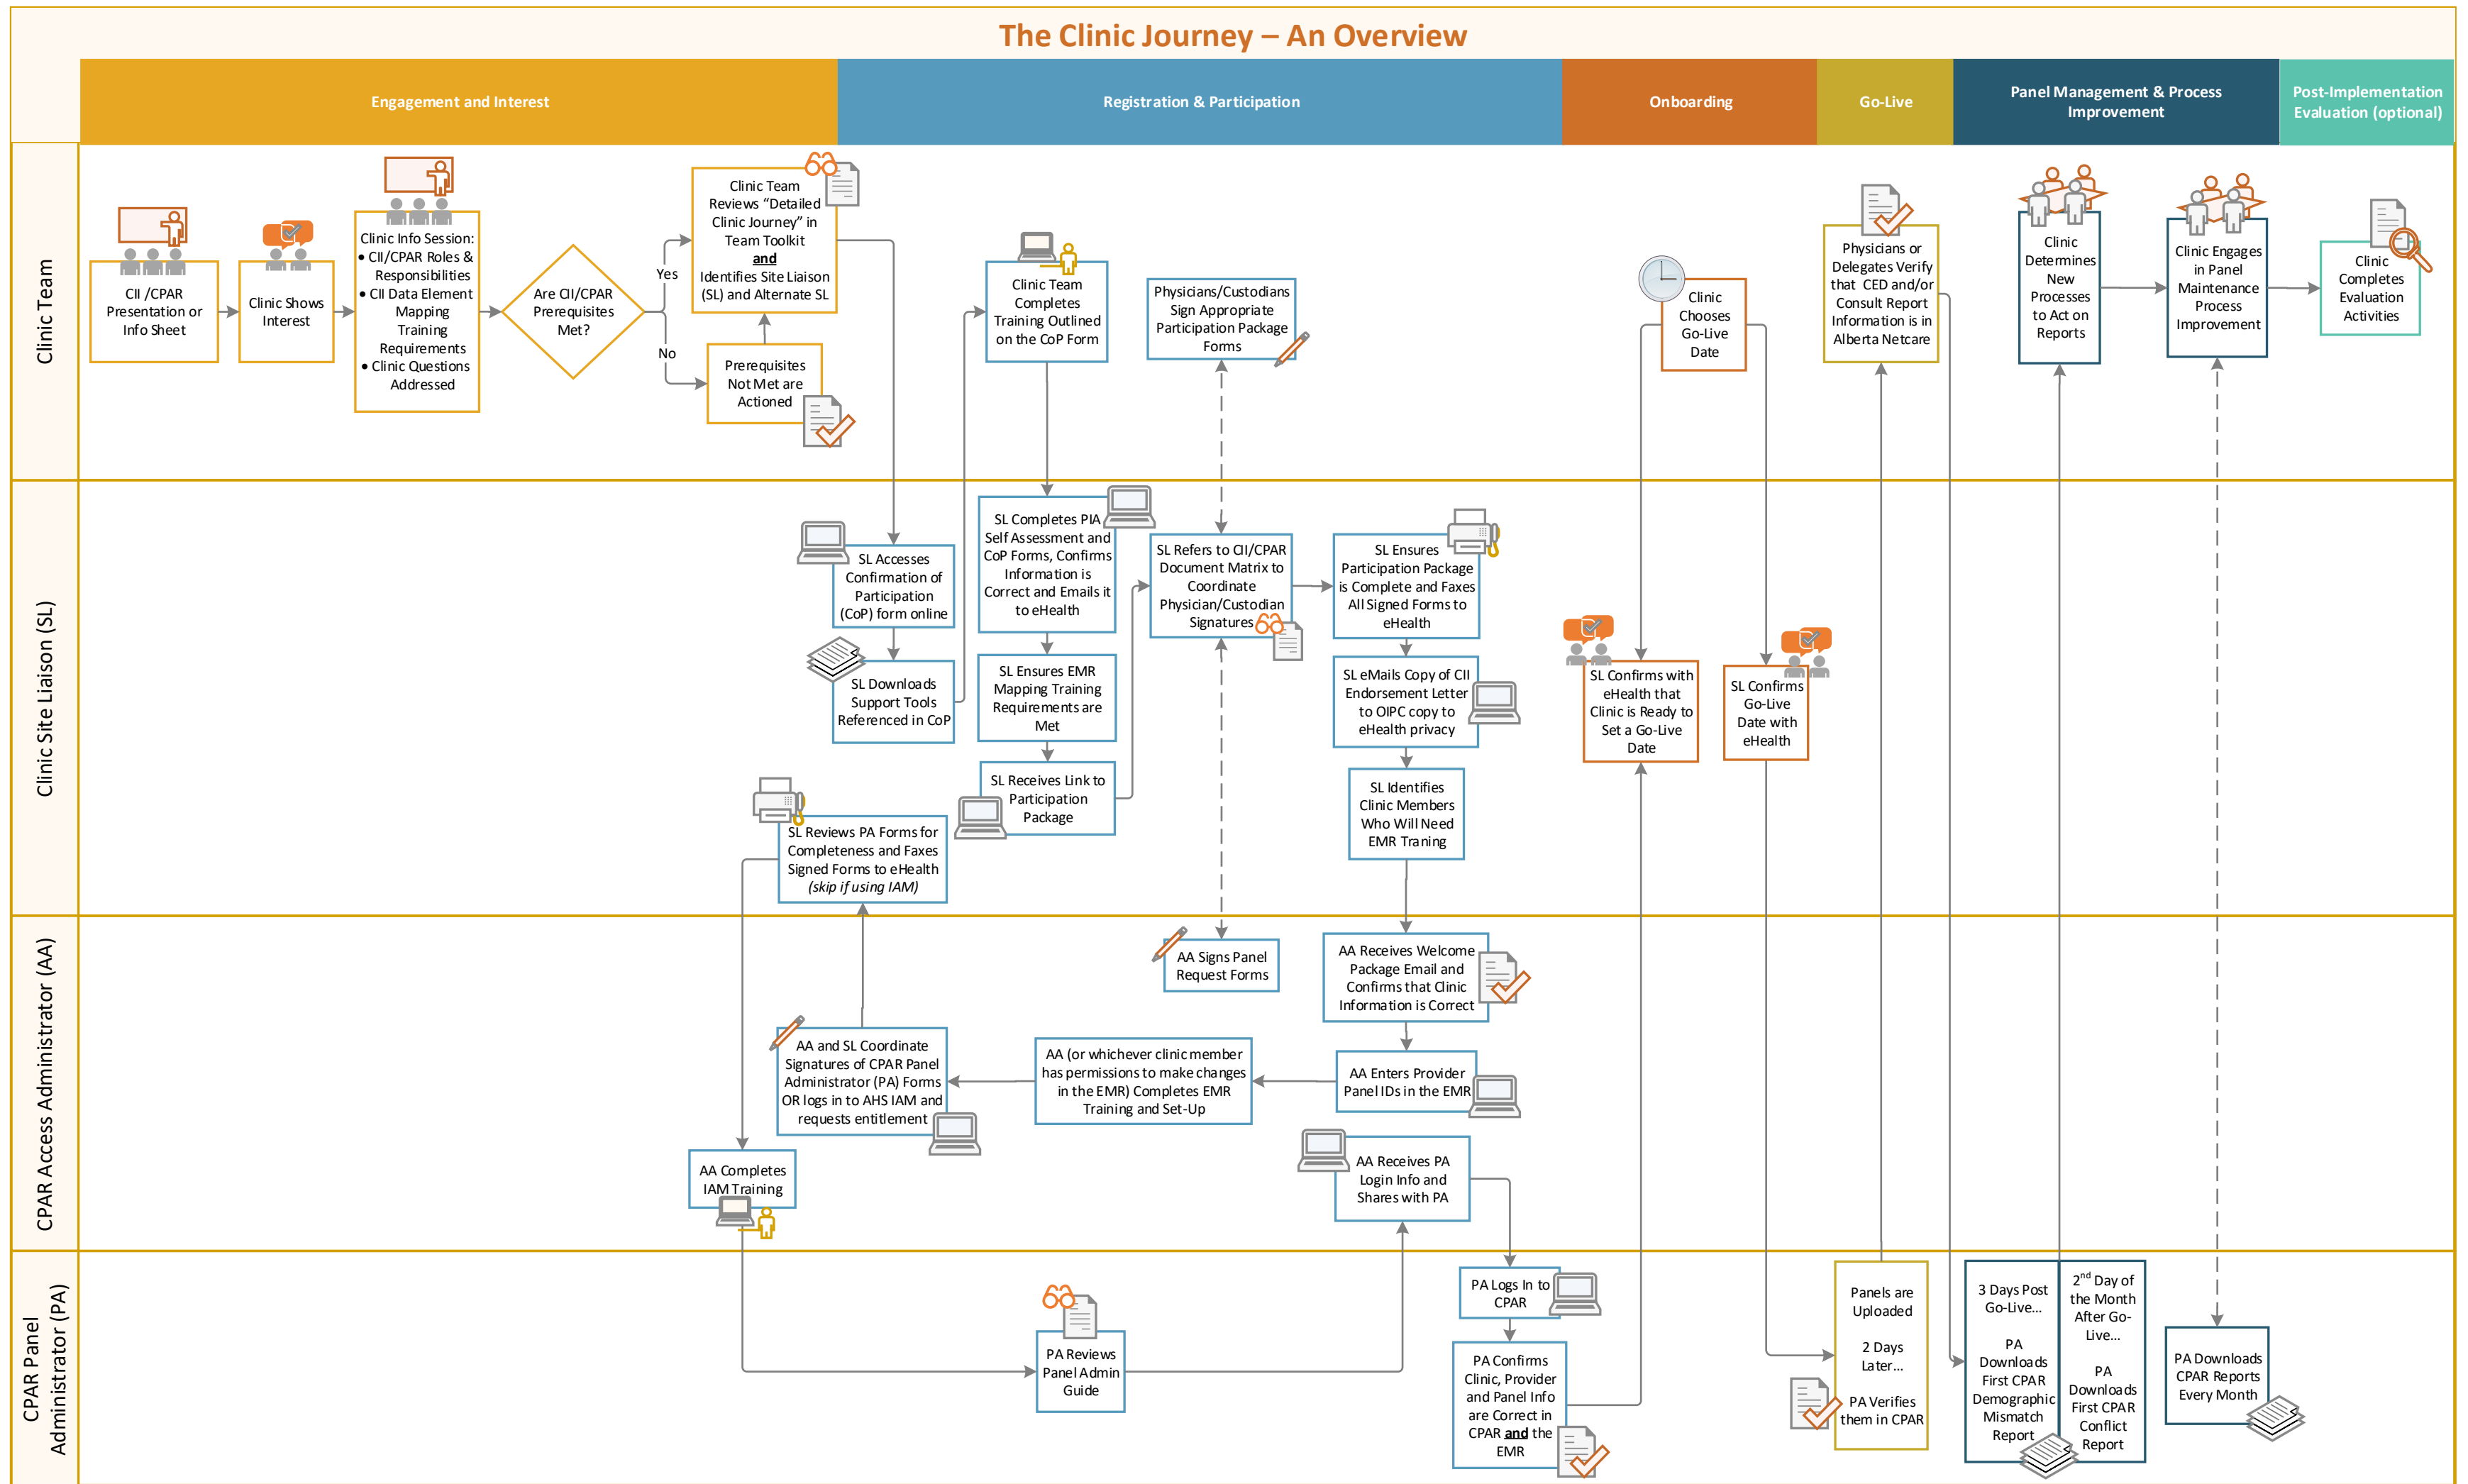 The Clinic Journey – An Overview
Engagement and Interest
Registration & Participation
Onboarding
Go-Live
Panel Management & Process
Improvement
Post-Implementation
Evaluation (optional)
Clinic Team
CII /CPAR
Presentation or
Info Sheet
Clinic Shows
Interest
Clinic Info Session:
• CII/CPAR Roles &
Responsibilities
• CII Data Element
Mapping
Training
Requirements
• Clinic Questions
Addressed
Are CII/CPAR
Prerequisites
Met?
Yes
No
Clinic Team
Reviews “Detailed
Clinic Journey” in
Team Toolkit
and
Identifies Site Liaison
(SL) and Alternate SL
Prerequisites
Not Met are
Actioned
Clinic Team
Completes
Training Outlined
on the CoP Form
Physicians/Custodians
Sign Appropriate
Participation Package
Forms
Clinic
Chooses
Go-Live
Date
Physicians or
Delegates Verify
that CED and/or
Consult Report
Information is in
Alberta Netcare
Clinic
Determines
New
Processes
to Act on
Reports
Clinic Engages
in Panel
Maintenance
Process
Improvement
Clinic
Completes
Evaluation
Activities
Clinic Site Liaison (SL)
SL Accesses
Confirmation of
Participation
(CoP) form online
SL Downloads
Support Tools
Referenced in CoP
SL Completes PIA
Self Assessment and
CoP Forms, Confirms
Information is
Correct and Emails it
to eHealth
SL Ensures EMR
Mapping Training
Requirements are
Met
SL Receives Link to
Participation
Package
SL Refers to CII/CPAR
Document Matrix to
Coordinate
Physician/Custodian
Signatures
SL Ensures
Participation Package
is Complete and Faxes
All Signed Forms to
eHealth
SL eMails Copy of CII
Endorsement Letter
to OIPC copy to
eHealth privacy
SL Identifies
Clinic Members
Who Will Need
EMR Traning
SL Confirms with
eHealth that
Clinic is Ready to
Set a Go-Live
Date
SL Confirms
Go-Live
Date with
eHealth
SL Reviews PA Forms for
Completeness and Faxes
Signed Forms to eHealth
(skip if using IAM)
CPAR Access Administrator (AA)
AA Signs Panel
Request Forms
AA Receives Welcome
Package Email and
Confirms that Clinic
Information is Correct
AA and SL Coordinate
Signatures of CPAR Panel
Administrator (PA) Forms
OR logs in to AHS IAM and
requests entitlement
AA (or whichever clinic member
has permissions to make changes
in the EMR) Completes EMR
Training and Set-Up
AA Enters Provider
Panel IDs in the EMR
AA Completes
IAM Training
AA Receives PA
Login Info and
Shares with PA
CPAR Panel
Administrator (PA)
PA Reviews
Panel Admin
Guide
PA Logs In to
CPAR
PA Confirms
Clinic, Provider
and Panel Info
are Correct in
CPAR and the
EMR
Panels are
Uploaded
2 Days
Later...
PA Verifies
them in CPAR
3 Days Post
Go-Live...
PA
Downloads
First CPAR
Demographic
Mismatch
Report
2nd Day of
the Month
After Go-
Live...
PA
Downloads
First CPAR
Conflict
Report
PA Downloads
CPAR Reports
Every Month